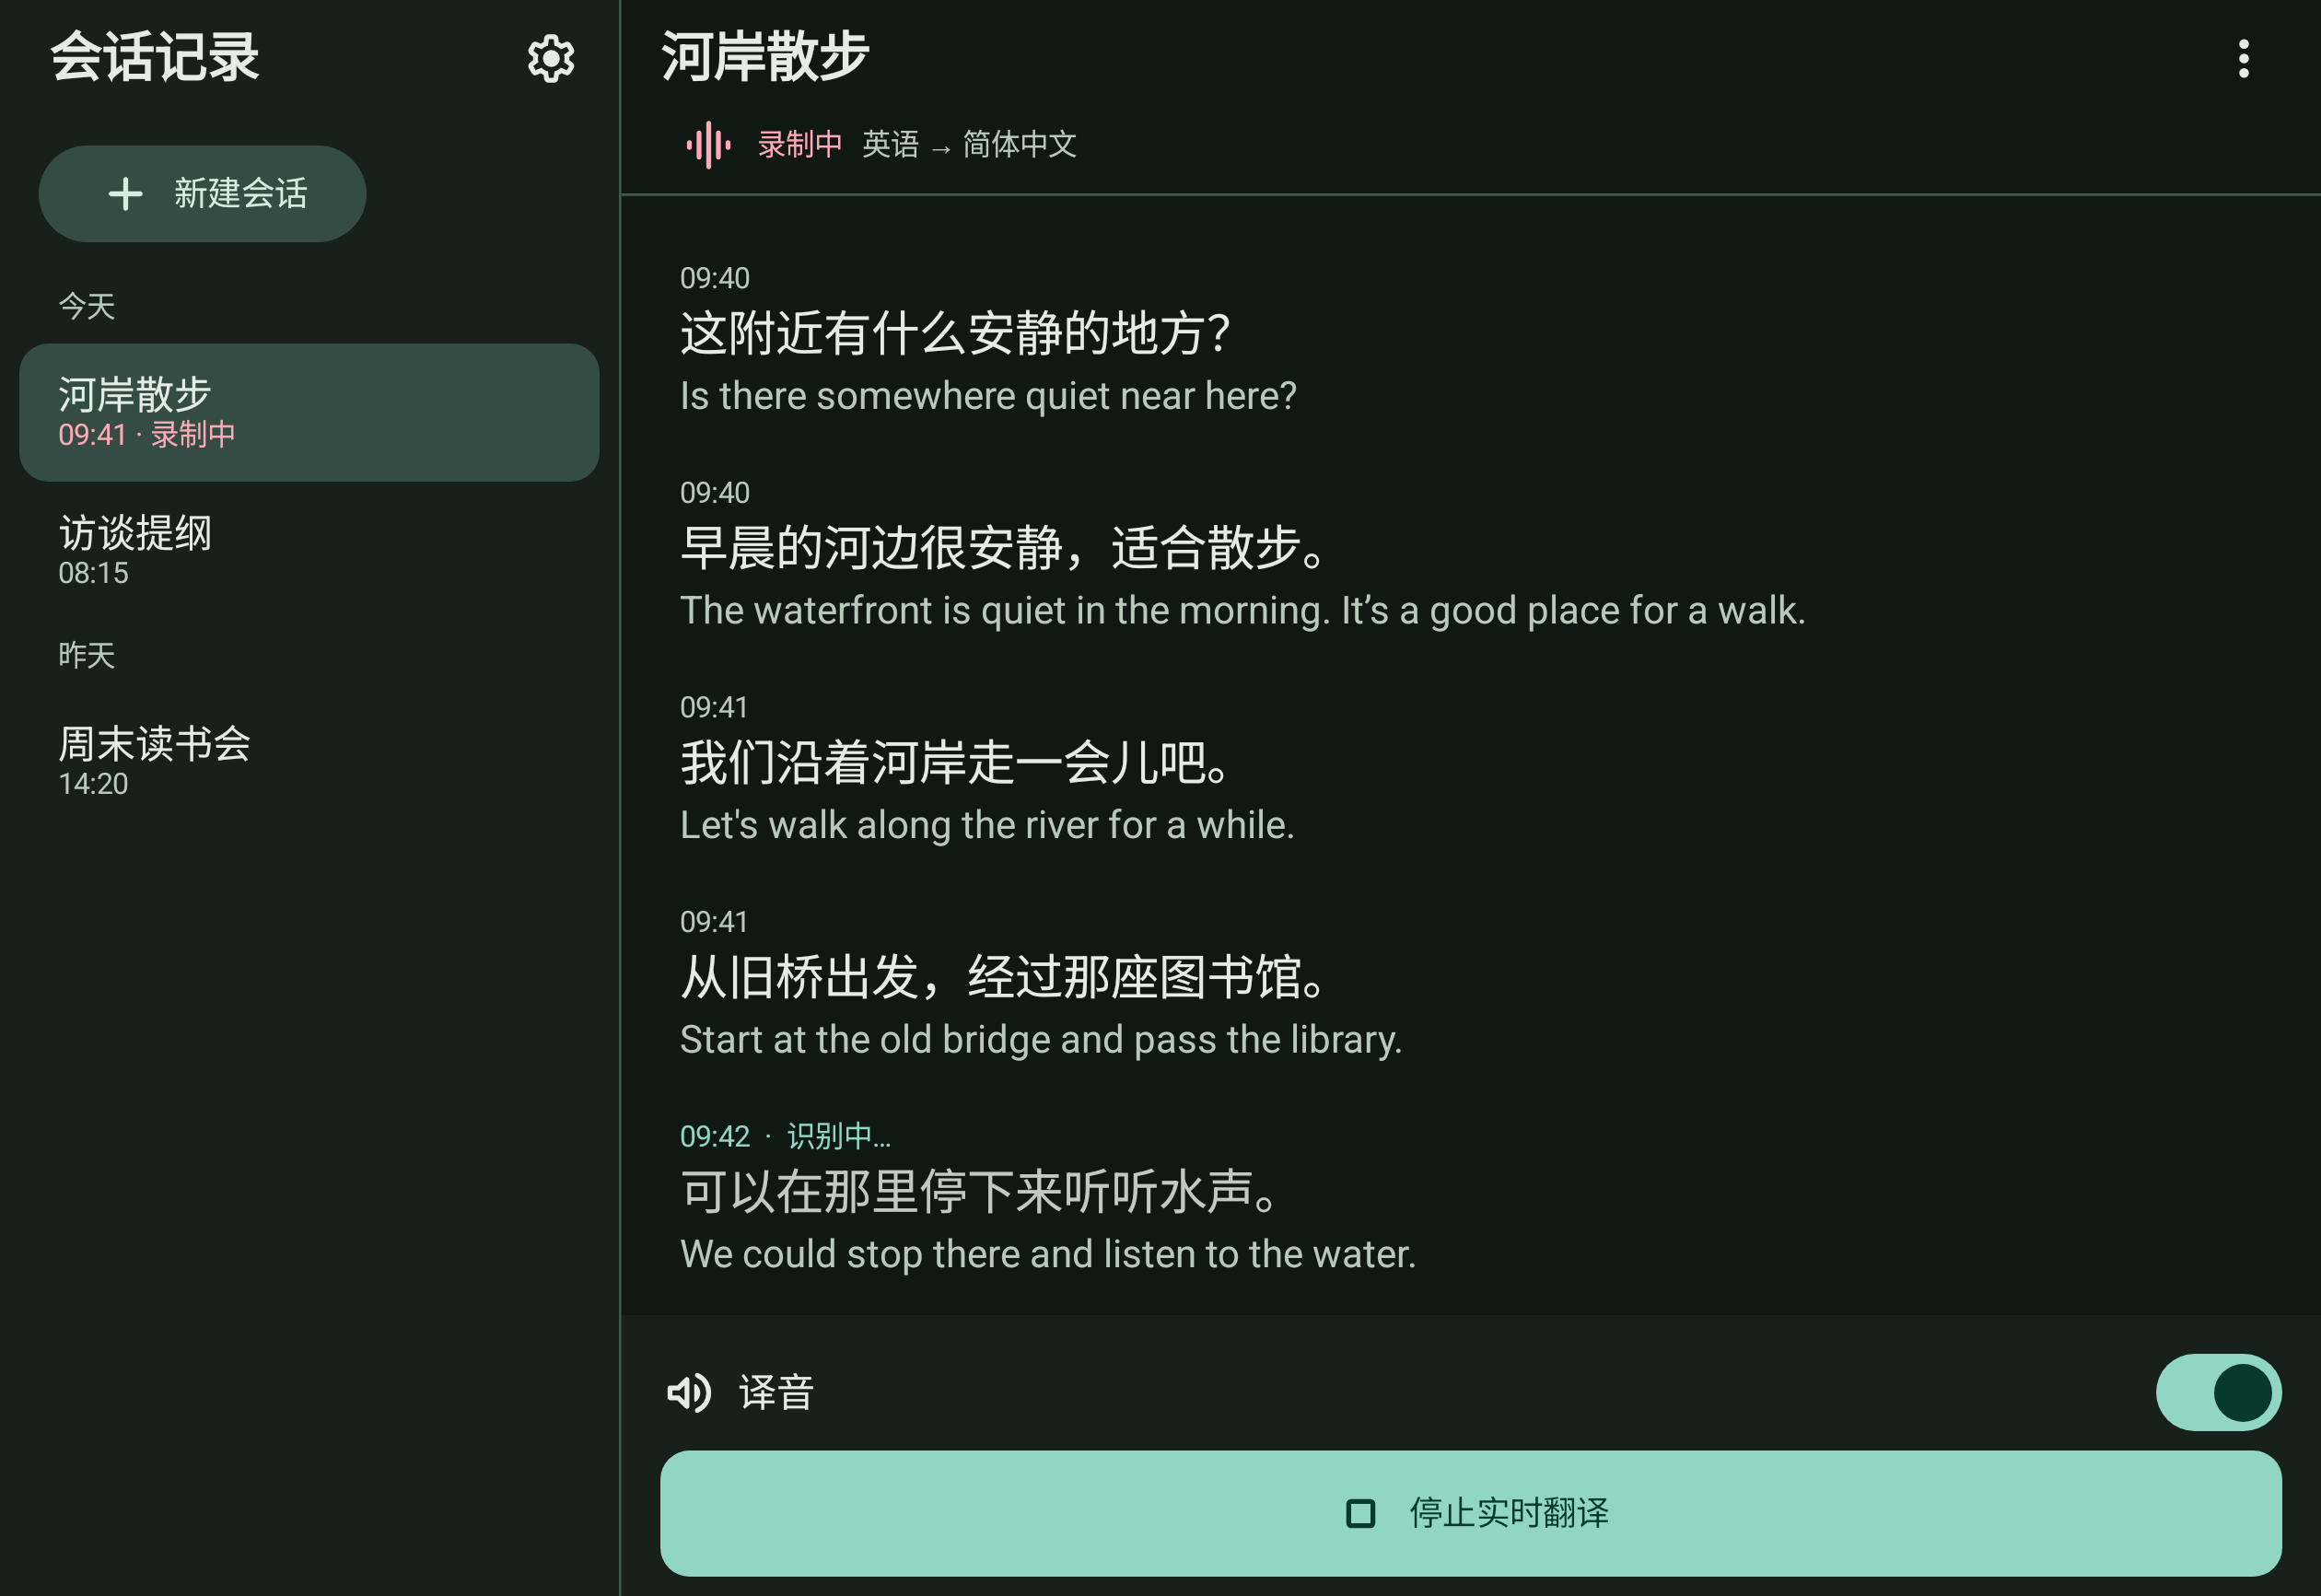 会话记录
新建会话
今天
河岸散步
09:41 · 录制中
访谈提纲
08:15
昨天
周末读书会
14:20
河岸散步
录制中 英语 → 简体中文
09:40
这附近有什么安静的地方？
Is there somewhere quiet near here?
09:40
早晨的河边很安静，适合散步。
The waterfront is quiet in the morning. It’s a good place for a walk.
09:41
我们沿着河岸走一会儿吧。
Let's walk along the river for a while.
09:41
从旧桥出发，经过那座图书馆。
Start at the old bridge and pass the library.
09:42 · 识别中...
可以在那里停下来听听水声。
We could stop there and listen to the water.
译音
停止实时翻译